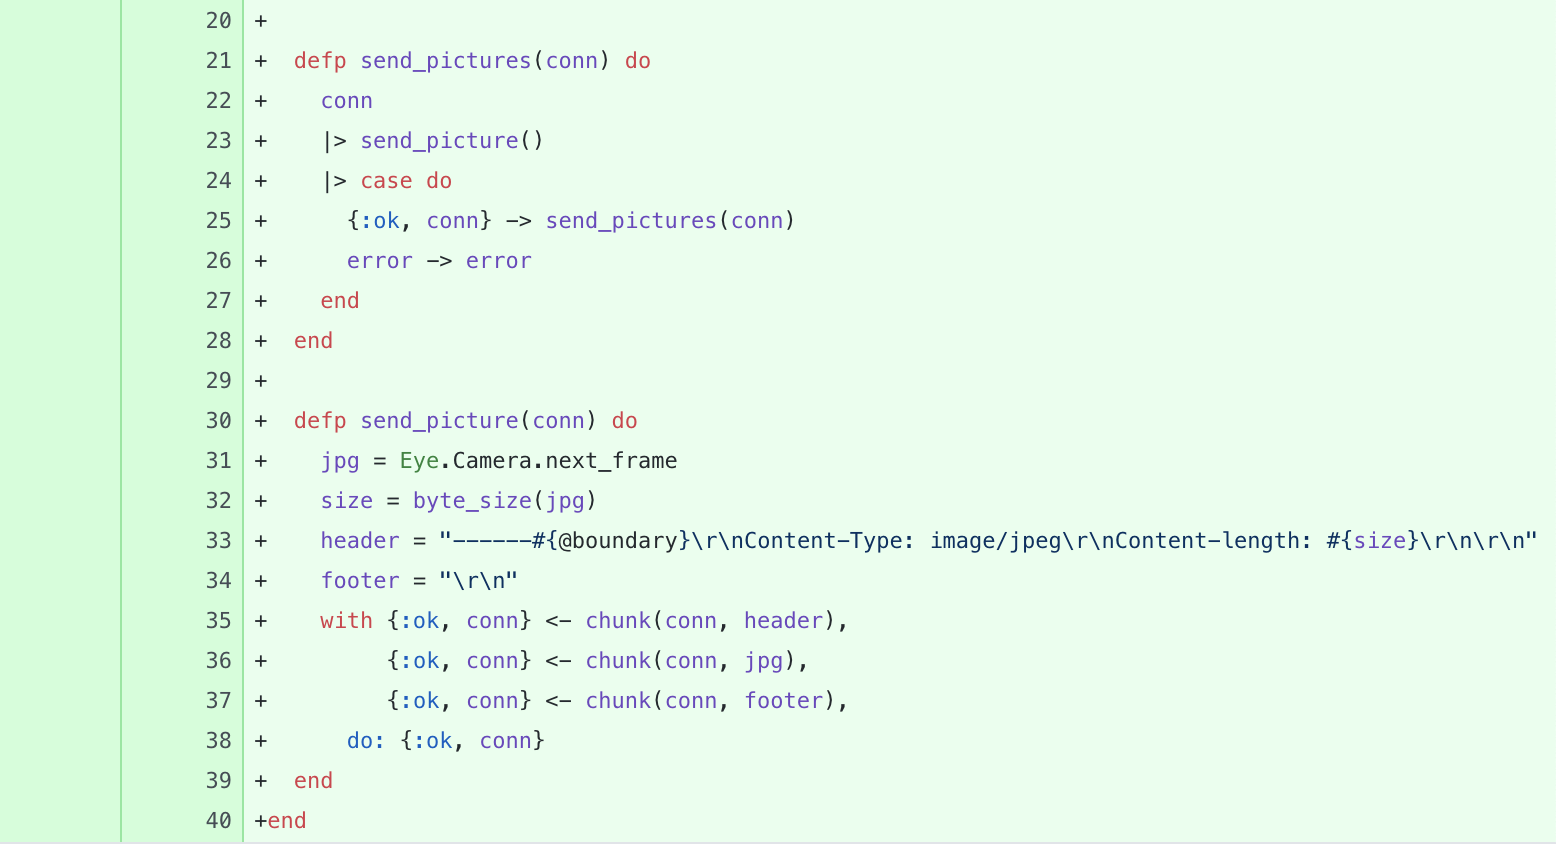 20 +
21 +  defp send_pictures(conn) do
22 +    conn
23 +    |> send_picture()
24 +    |> case do
25 +      {:ok, conn} -> send_pictures(conn)
26 +      error -> error
27 +    end
28 +  end
29 +
30 +  defp send_picture(conn) do
31 +    jpg = Eye.Camera.next_frame
32 +    size = byte_size(jpg)
33 +    header = "------#{@boundary}\r\nContent-Type: image/jpeg\r\nContent-length: #{size}\r\n\r\n"
34 +    footer = "\r\n"
35 +    with {:ok, conn} <- chunk(conn, header),
36 +         {:ok, conn} <- chunk(conn, jpg),
37 +         {:ok, conn} <- chunk(conn, footer),
38 +      do: {:ok, conn}
39 +  end
40 +end